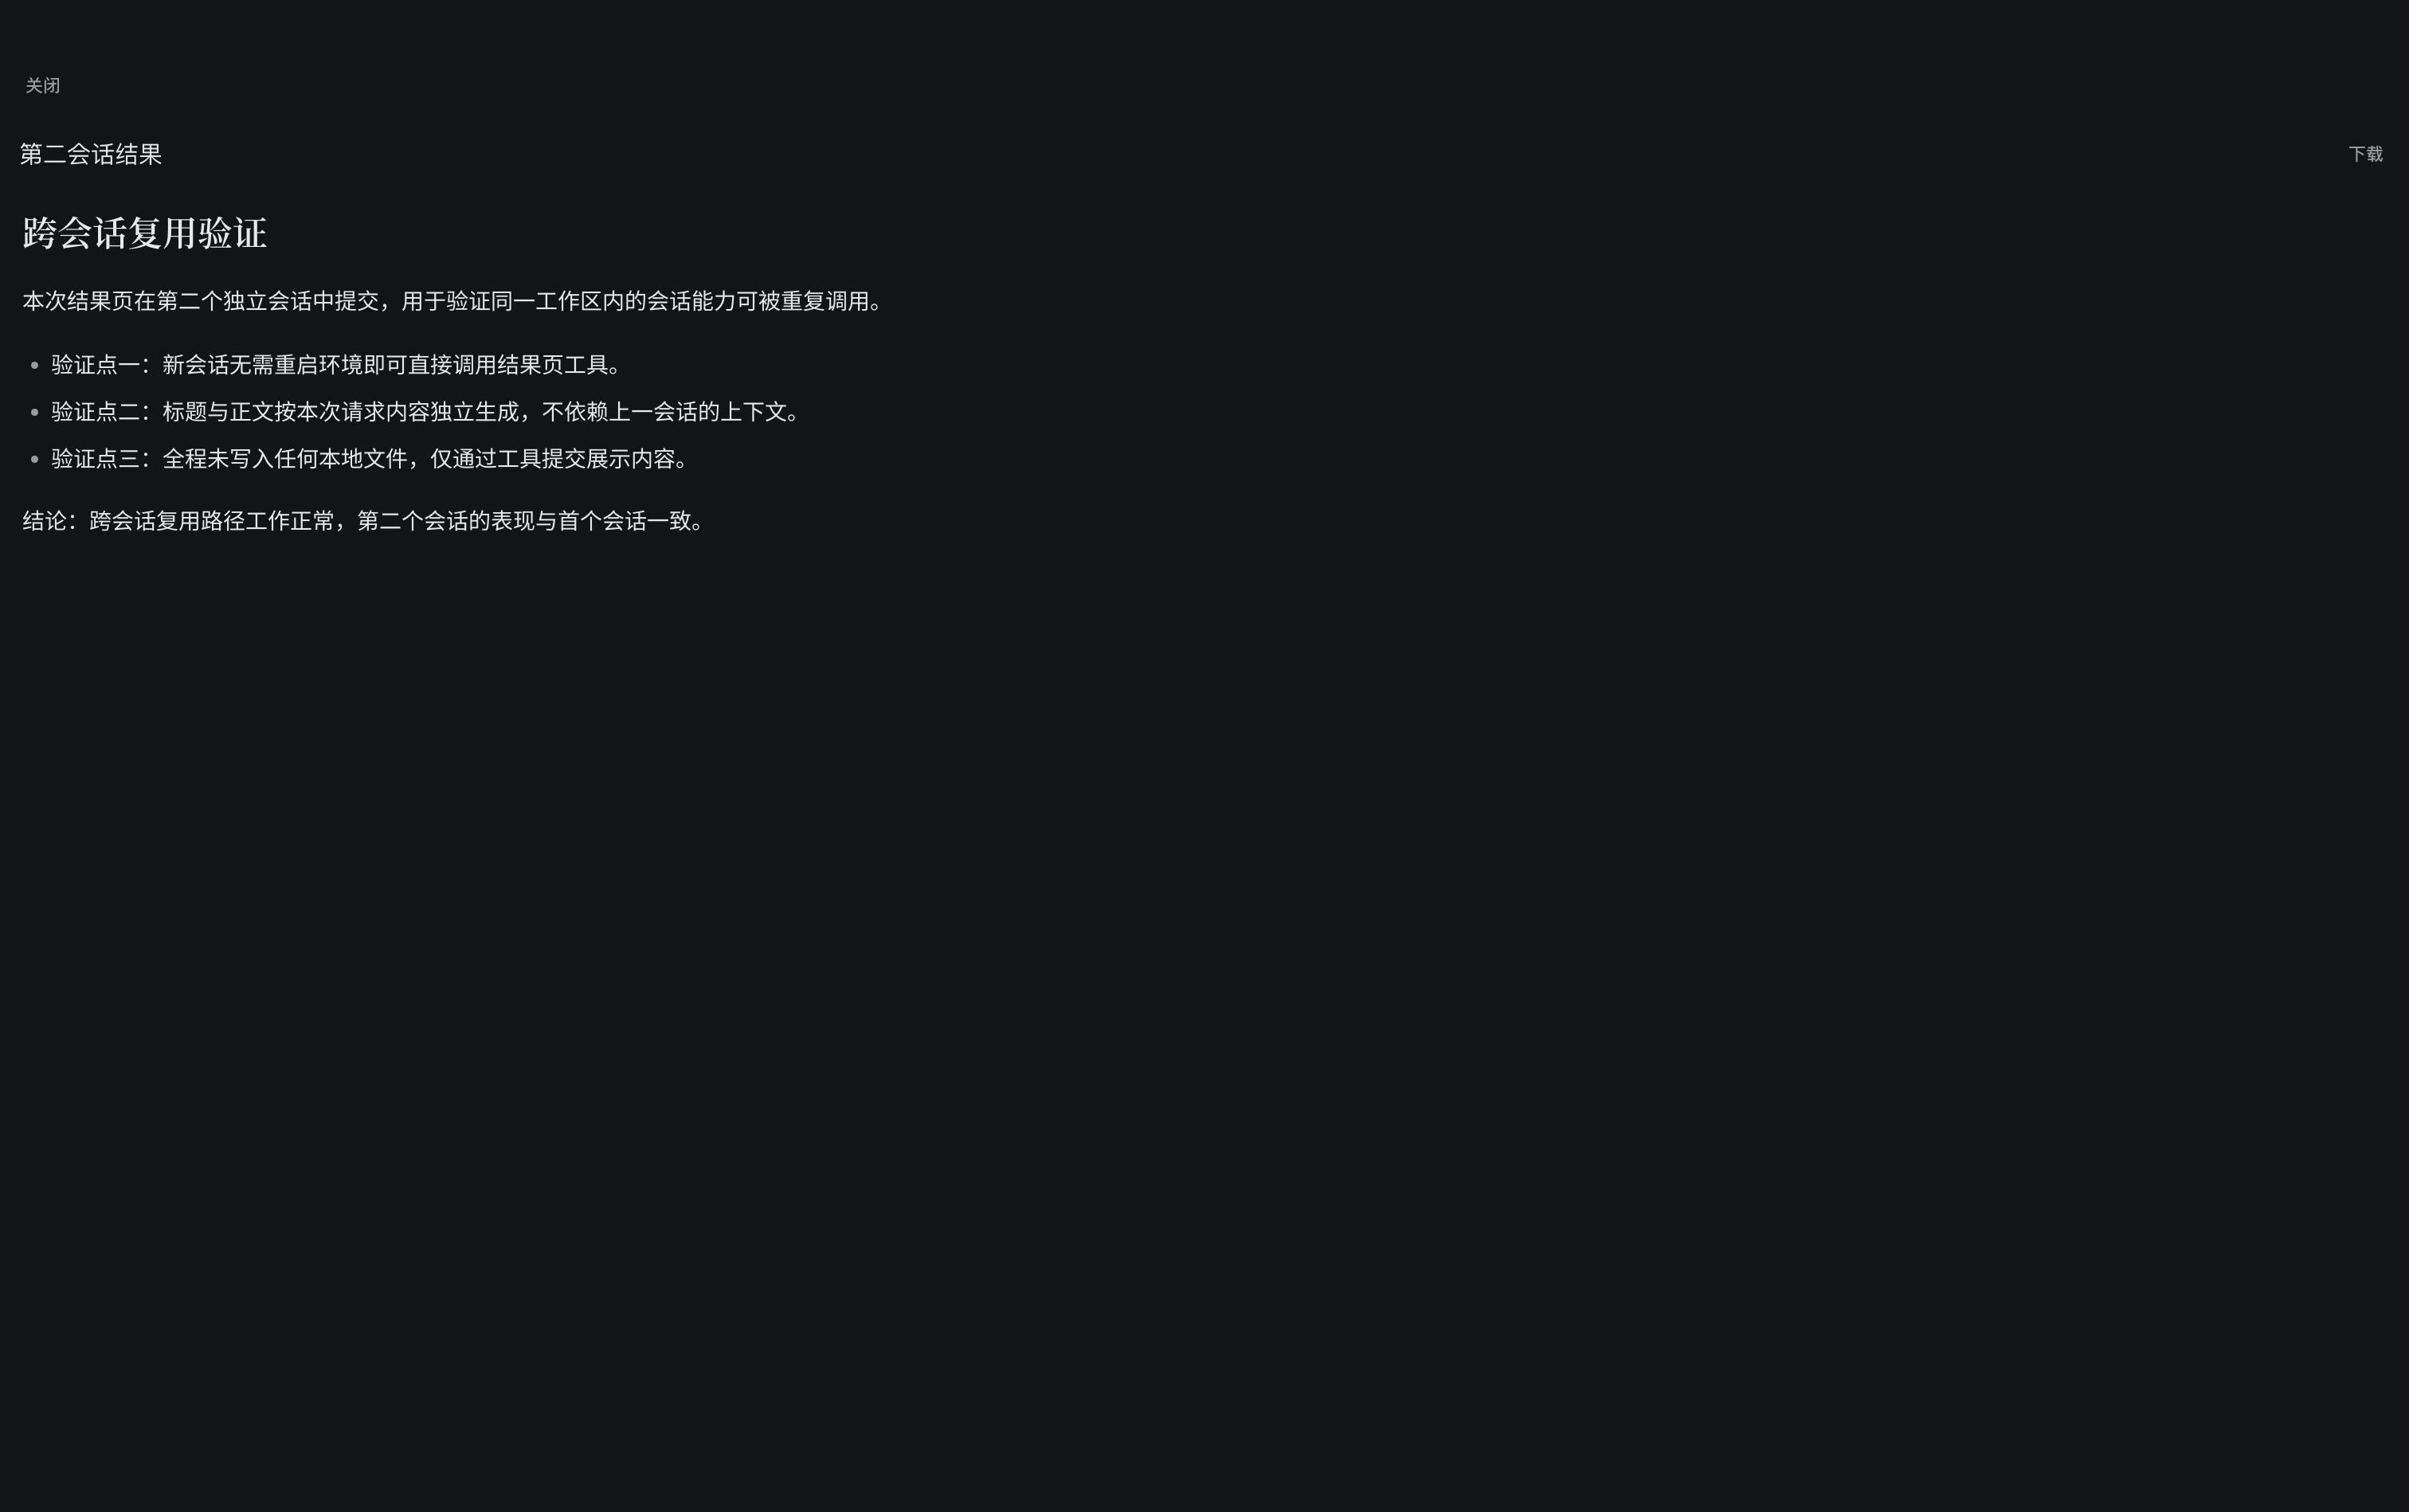 关闭
第二会话结果
下载
跨会话复用验证
本次结果页在第二个独立会话中提交，用于验证同一工作区内的会话能力可被重复调用。
验证点一：新会话无需重启环境即可直接调用结果页工具。
验证点二：标题与正文按本次请求内容独立生成，不依赖上一会话的上下文。
验证点三：全程未写入任何本地文件，仅通过工具提交展示内容。
结论：跨会话复用路径工作正常，第二个会话的表现与首个会话一致。